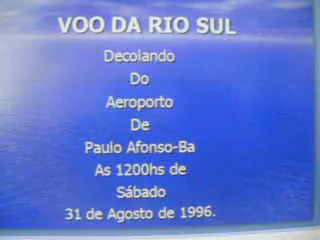 VOO DA RIO SUL
Decolando
Do
Aeroporto
De
Paulo Afonso-Ba
As 1200hs de
Sábado
31 de Agosto de 1996.